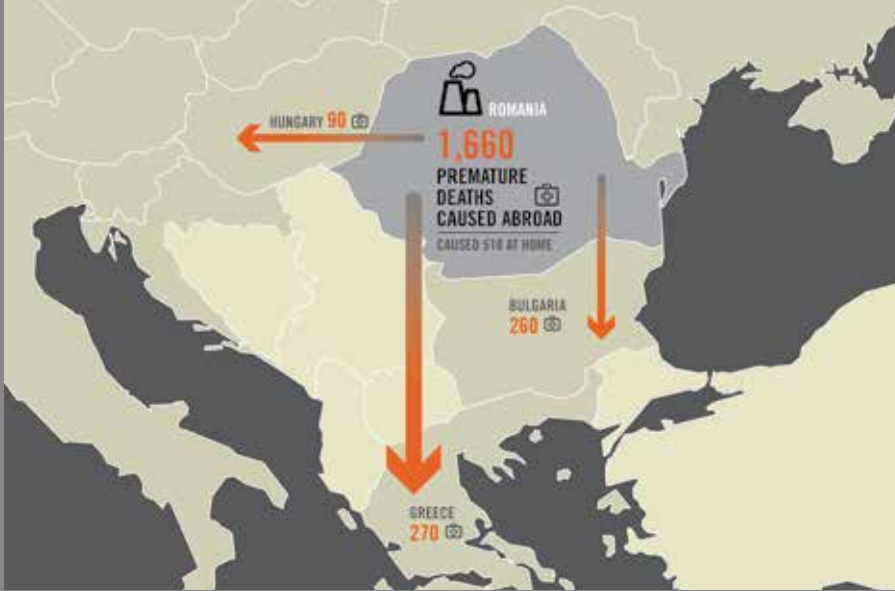 ROMANIA
1,660
PREMATURE
DEATHS
CAUSED ABROAD
CAUSED 510 AT HOME
HUNGARY 90
BULGARIA
260
GREECE
270